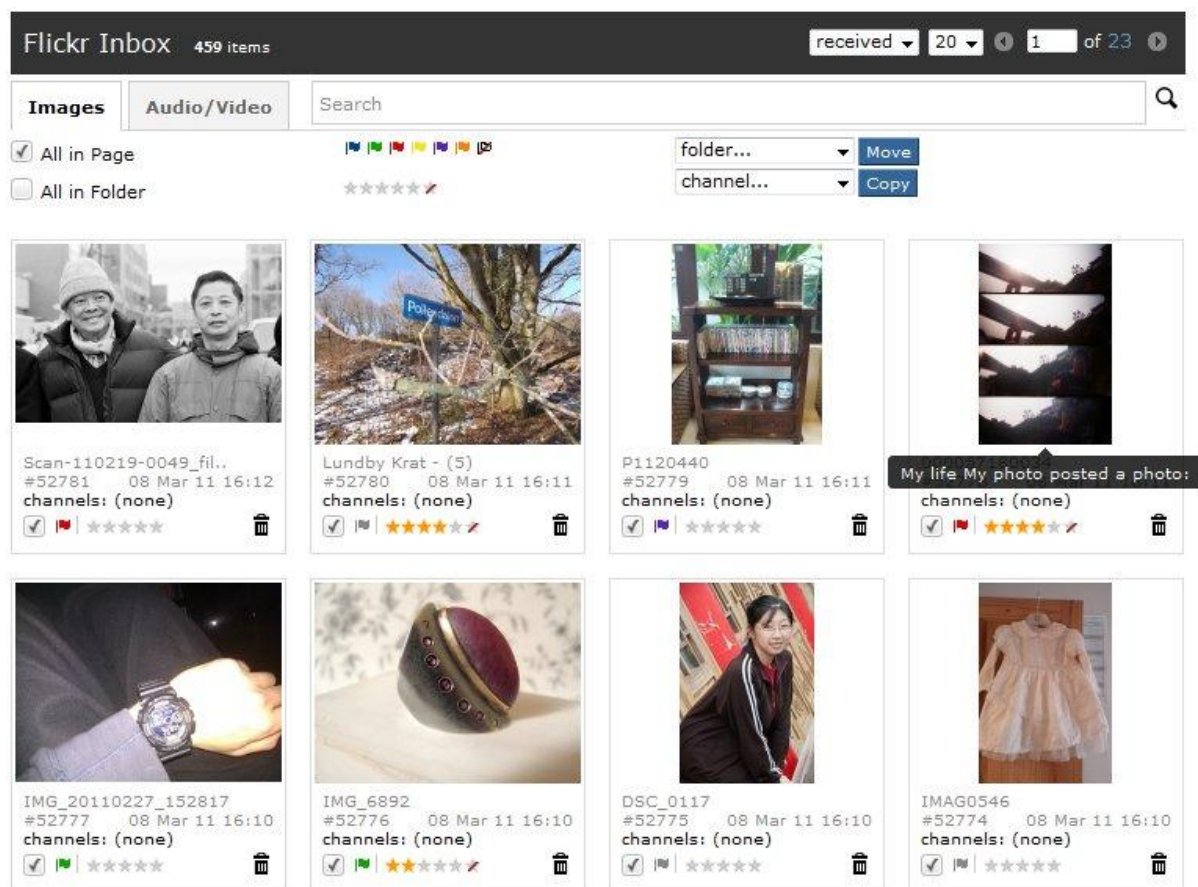 Flickr Inbox 459 items received 20 1 of 23
Images Audio/Video Search
All in Page folder... Move
All in Folder channel... Copy
Scan-110219-0049_fil..
#52781 08 Mar 11 16:12
channels: (none)
Lundby Krat - (5)
#52780 08 Mar 11 16:11
channels: (none)
P1120440
#52779 08 Mar 11 16:11
channels: (none)
My life My photo posted a photo:
IMG_20110227_152817
#52777 08 Mar 11 16:10
channels: (none)
IMG_6892
#52776 08 Mar 11 16:10
channels: (none)
DSC_0117
#52775 08 Mar 11 16:10
channels: (none)
IMAG0546
#52774 08 Mar 11 16:10
channels: (none)